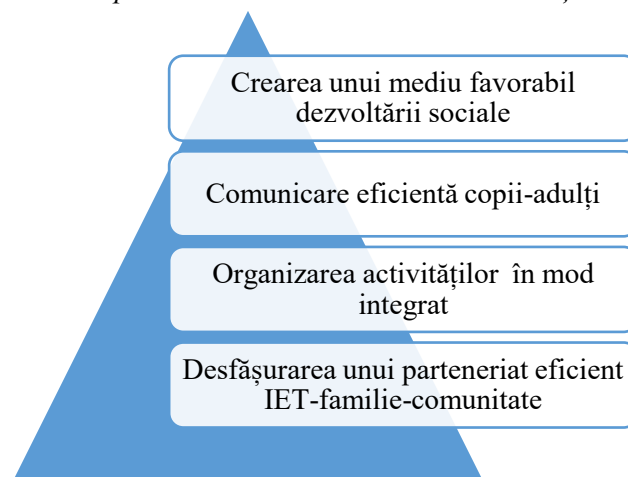 Crearea unui mediu favorabil
dezvoltării sociale
Comunicare eficientă copii-adulți
Organizarea activităților în mod
integrat
Desfășurarea unui parteneriat eficient
IET-familie-comunitate